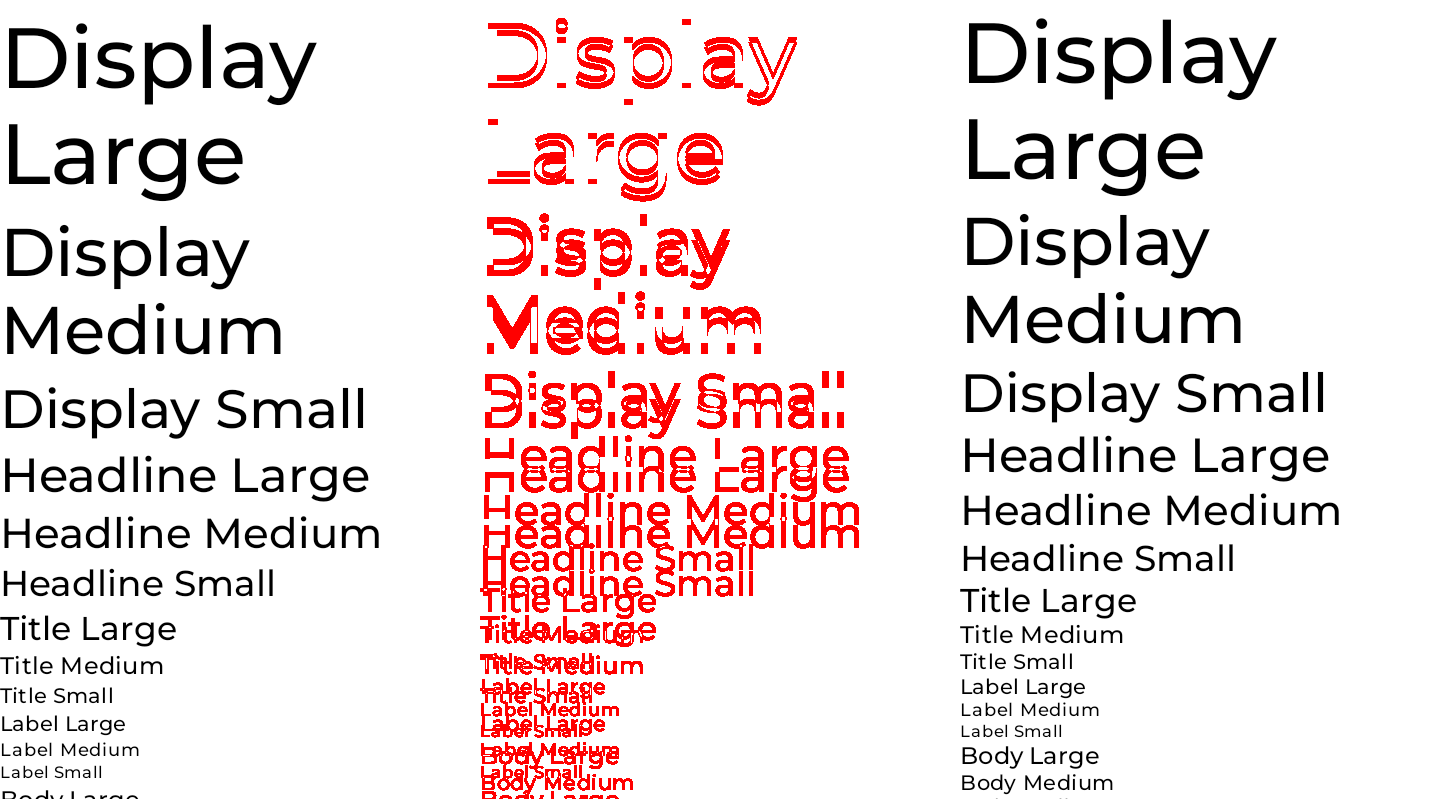 Display
Large
Display
Medium
Display Small
Headline Large
Headline Medium
Headline Small
Title Large
Title Medium
Title Small
Label Large
Label Medium
Label Small
Body Large
Display
Large
Display
Medium
Display Small
Headline Large
Headline Large
Headline Medium
Headline Medium
Headline Small
Headline Small
Title Large
Title Large
Title Medium
Title Small
Title Medium
Label Large
Title Small
Label Medium
Label Large
Label Small
Label Medium
Body Large
Label Small
Body Medium
Body Large
Display
Large
Display
Medium
Display Small
Headline Large
Headline Medium
Headline Small
Title Large
Title Medium
Title Small
Label Large
Label Medium
Label Small
Body Large
Body Medium